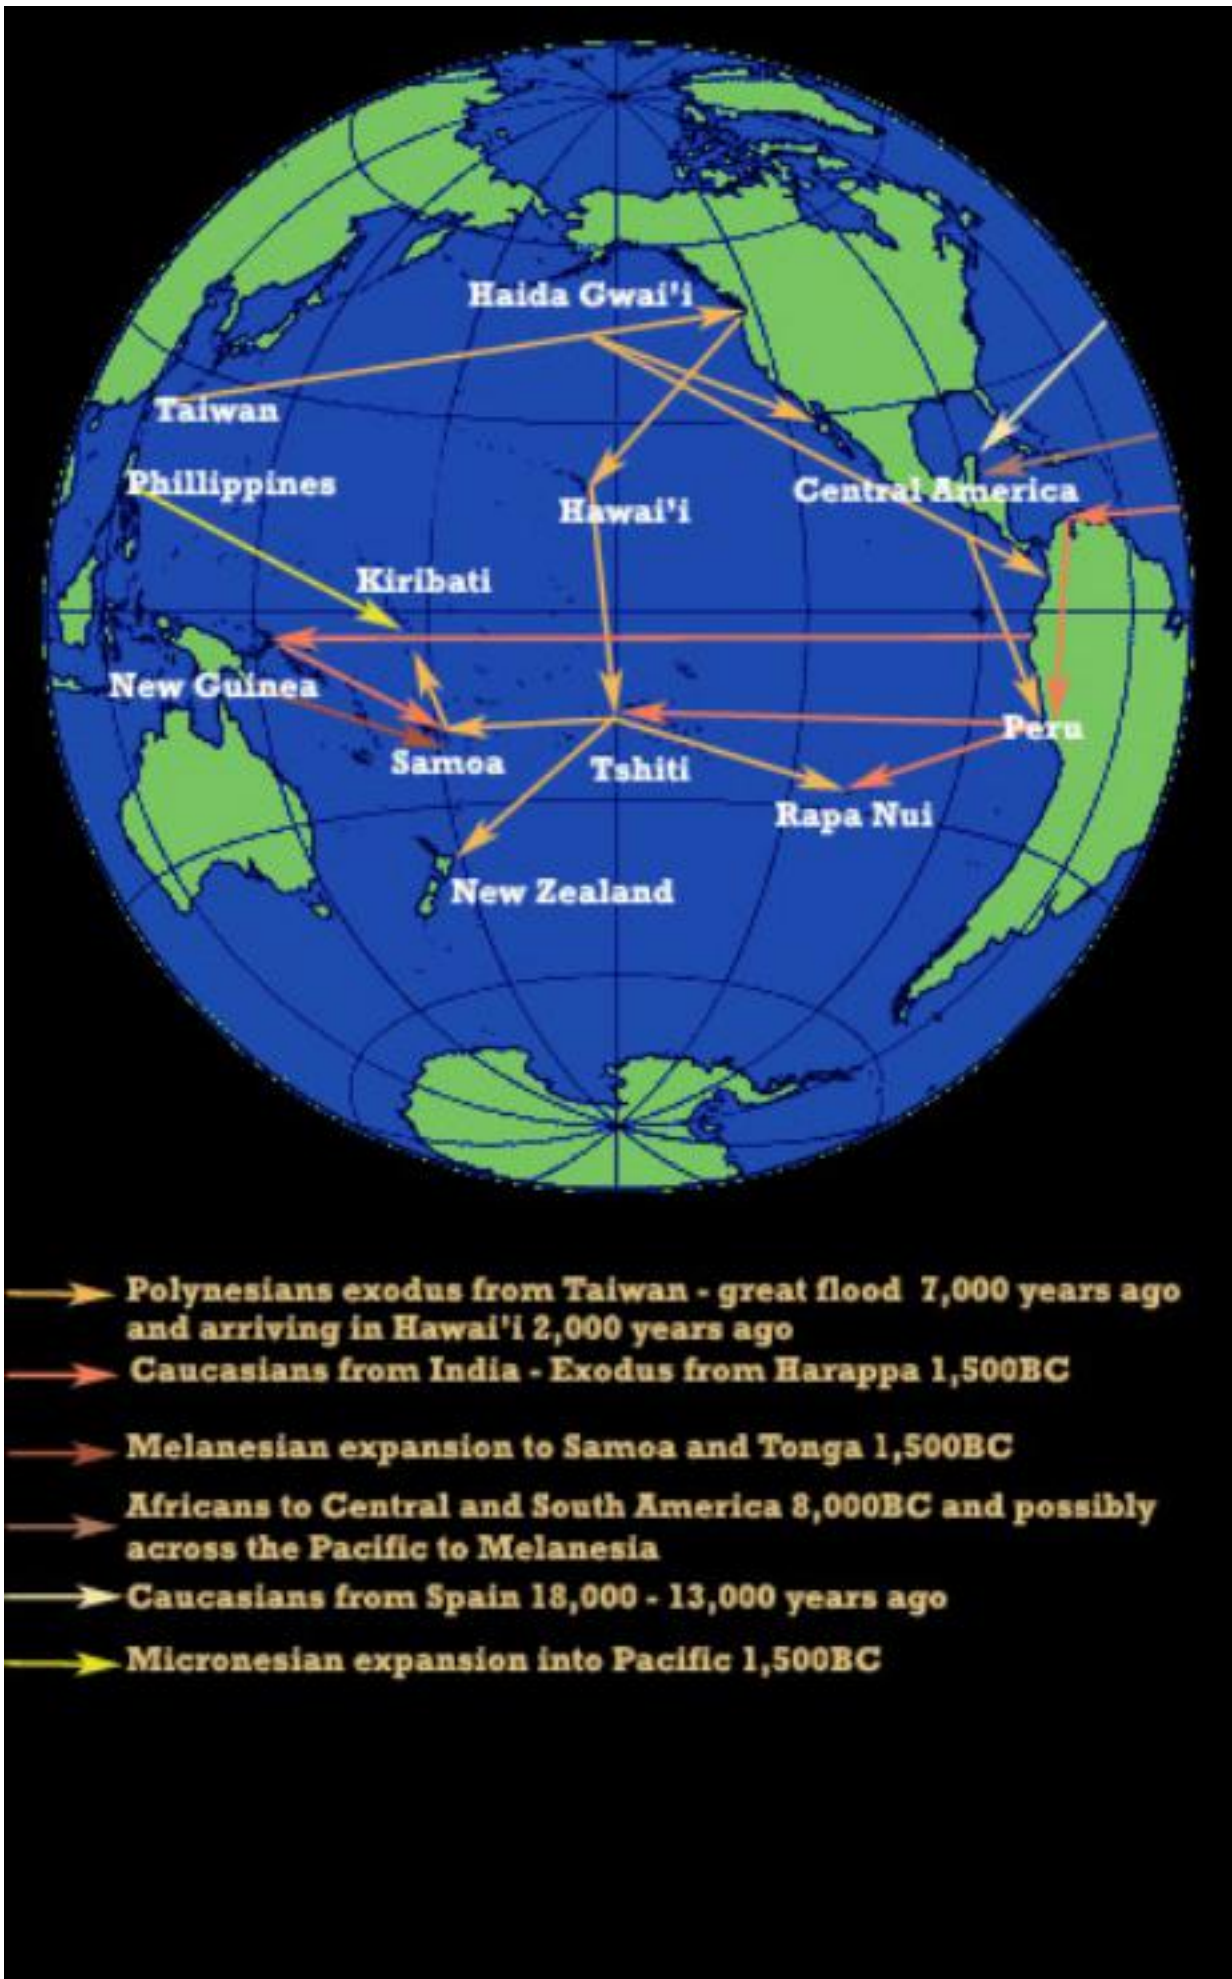 Haida Gwai'i
Taiwan
Phillippines
Central America
Hawai'i
Kiribati
New Guinea
Peru
Samoa
Tshiti
Rapa Nui
New Zealand
Polynesians exodus from Taiwan - great flood 7,000 years ago
and arriving in Hawai'i 2,000 years ago
Caucasians from India - Exodus from Harappa 1,500BC
Melanesian expansion to Samoa and Tonga 1,500BC
Africans to Central and South America 8,000BC and possibly
across the Pacific to Melanesia
Caucasians from Spain 18,000 - 13,000 years ago
Micronesian expansion into Pacific 1,500BC